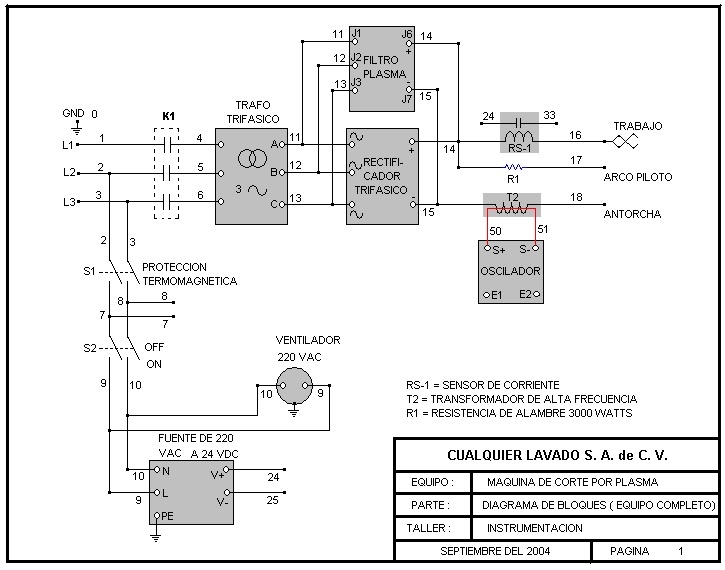 11
J1
J6
14
+
12
J2
FILTRO
PLASMA
13
J3
-
J7
15
GND 0
K1
TRAFO
TRIFASICO
24
33
L1
1
4
A
11
+
14
RS-1
16
TRABAJO
L2
2
5
B
12
RECTIFI-
CADOR
TRIFASICO
3
R1
17
ARCO PILOTO
L3
3
6
C
13
-
15
T2
18
ANTORCHA
50
51
S+
S-
OSCILADOR
E1
E2
2
3
S1
PROTECCION
TERMOMAGNETICA
8
8
7
7
S2
OFF
ON
9
10
VENTILADOR
220 VAC
10
9
RS-1 = SENSOR DE CORRIENTE
T2 = TRANSFORMADOR DE ALTA FRECUENCIA
R1 = RESISTENCIA DE ALAMBRE 3000 WATTS
FUENTE DE 220
VAC A 24 VDC
10
N
V+
24
9
L
V-
25
PE
CUALQUIER LAVADO S. A. de C. V.
EQUIPO : MAQUINA DE CORTE POR PLASMA
PARTE : DIAGRAMA DE BLOQUES ( EQUIPO COMPLETO)
TALLER : INSTRUMENTACION
SEPTIEMBRE DEL 2004 PAGINA 1